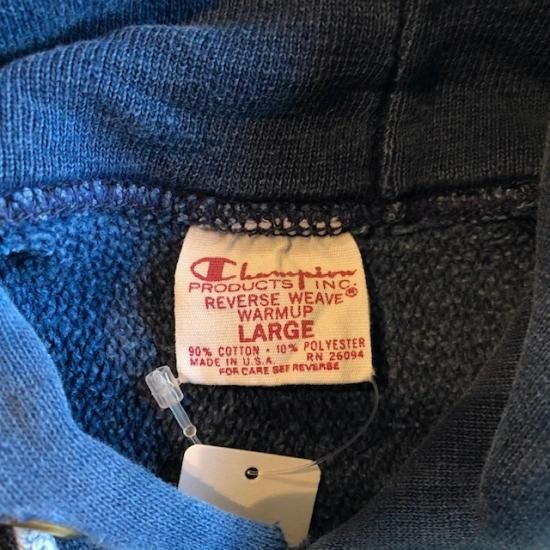 Champion
PRODUCTS INC.®
REVERSE WEAVE
WARMUP
LARGE
90% COTTON • 10% POLYESTER
MADE IN U.S.A. RN 26094
FOR CARE SEE REVERSE